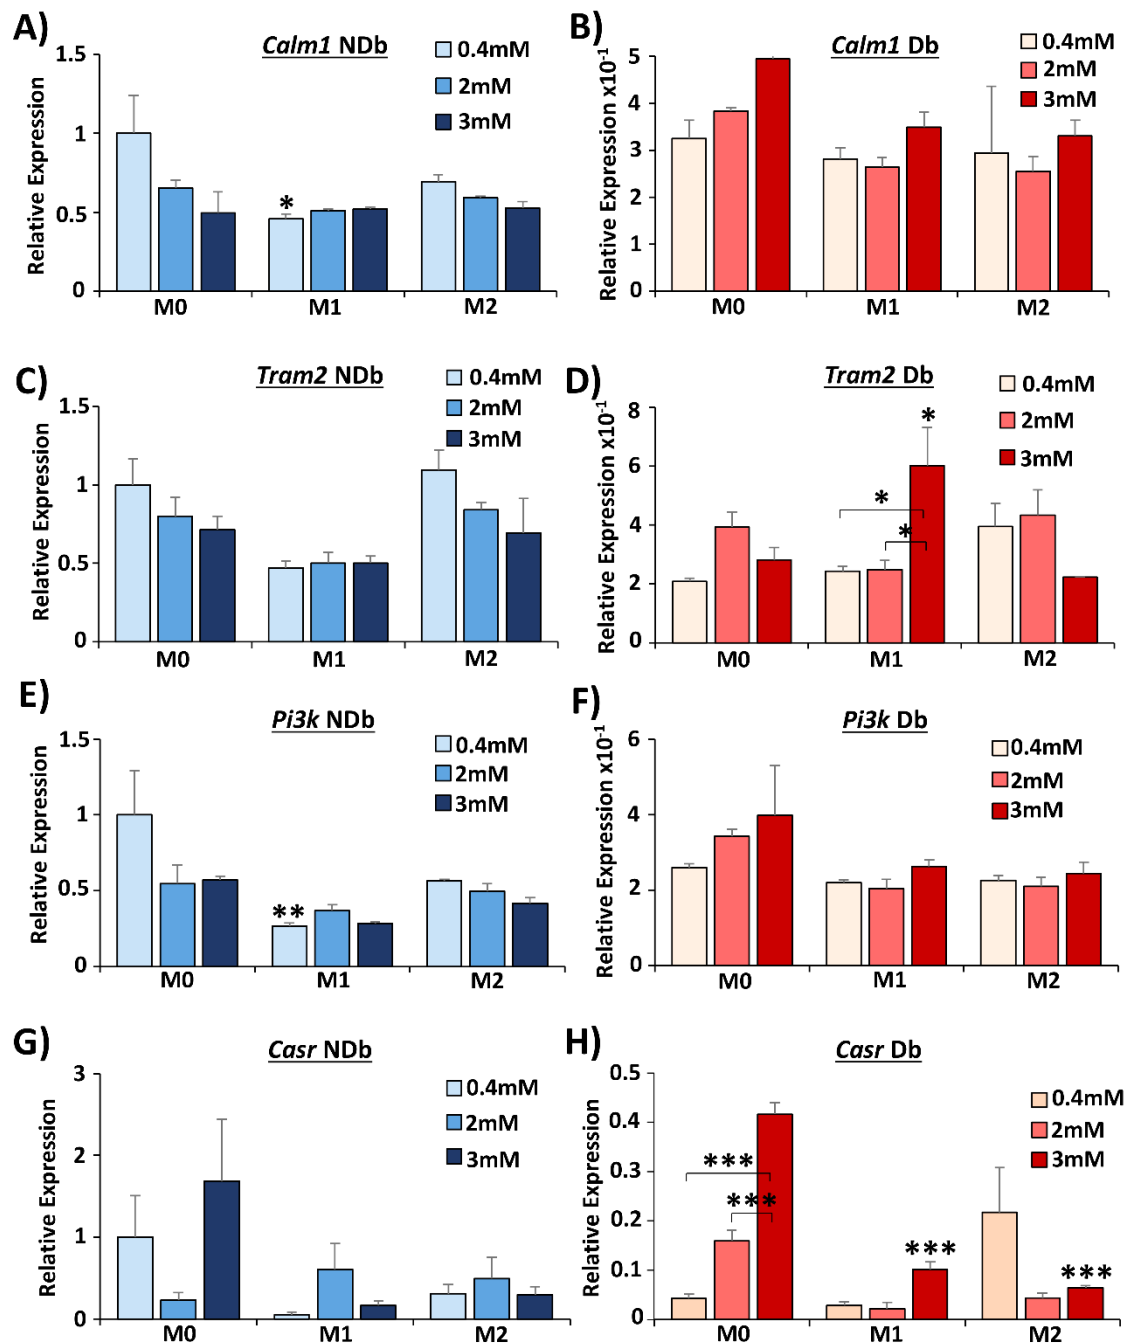 A)
Calm1 NDb
0.4mM
2mM
3mM
Relative Expression
1.5
1
0.5
0
*
M0 M1 M2
B)
Calm1 Db
0.4mM
2mM
3mM
Relative Expression x10-1
5
4
3
2
1
0
M0 M1 M2
C)
Tram2 NDb
0.4mM
2mM
3mM
Relative Expression
1.5
1
0.5
0
M0 M1 M2
D)
Tram2 Db
0.4mM
2mM
3mM
Relative Expression x10-1
8
6
4
2
0
*
*
*
M0 M1 M2
E)
Pi3k NDb
0.4mM
2mM
3mM
Relative Expression
1.5
1
0.5
0
**
M0 M1 M2
F)
Pi3k Db
0.4mM
2mM
3mM
Relative Expression x10-1
6
4
2
0
M0 M1 M2
G)
Casr NDb
0.4mM
2mM
3mM
Relative Expression
3
2
1
0
M0 M1 M2
H)
Casr Db
0.4mM
2mM
3mM
Relative Expression
0.5
0.4
0.3
0.2
0.1
0
***
***
***
***
M0 M1 M2